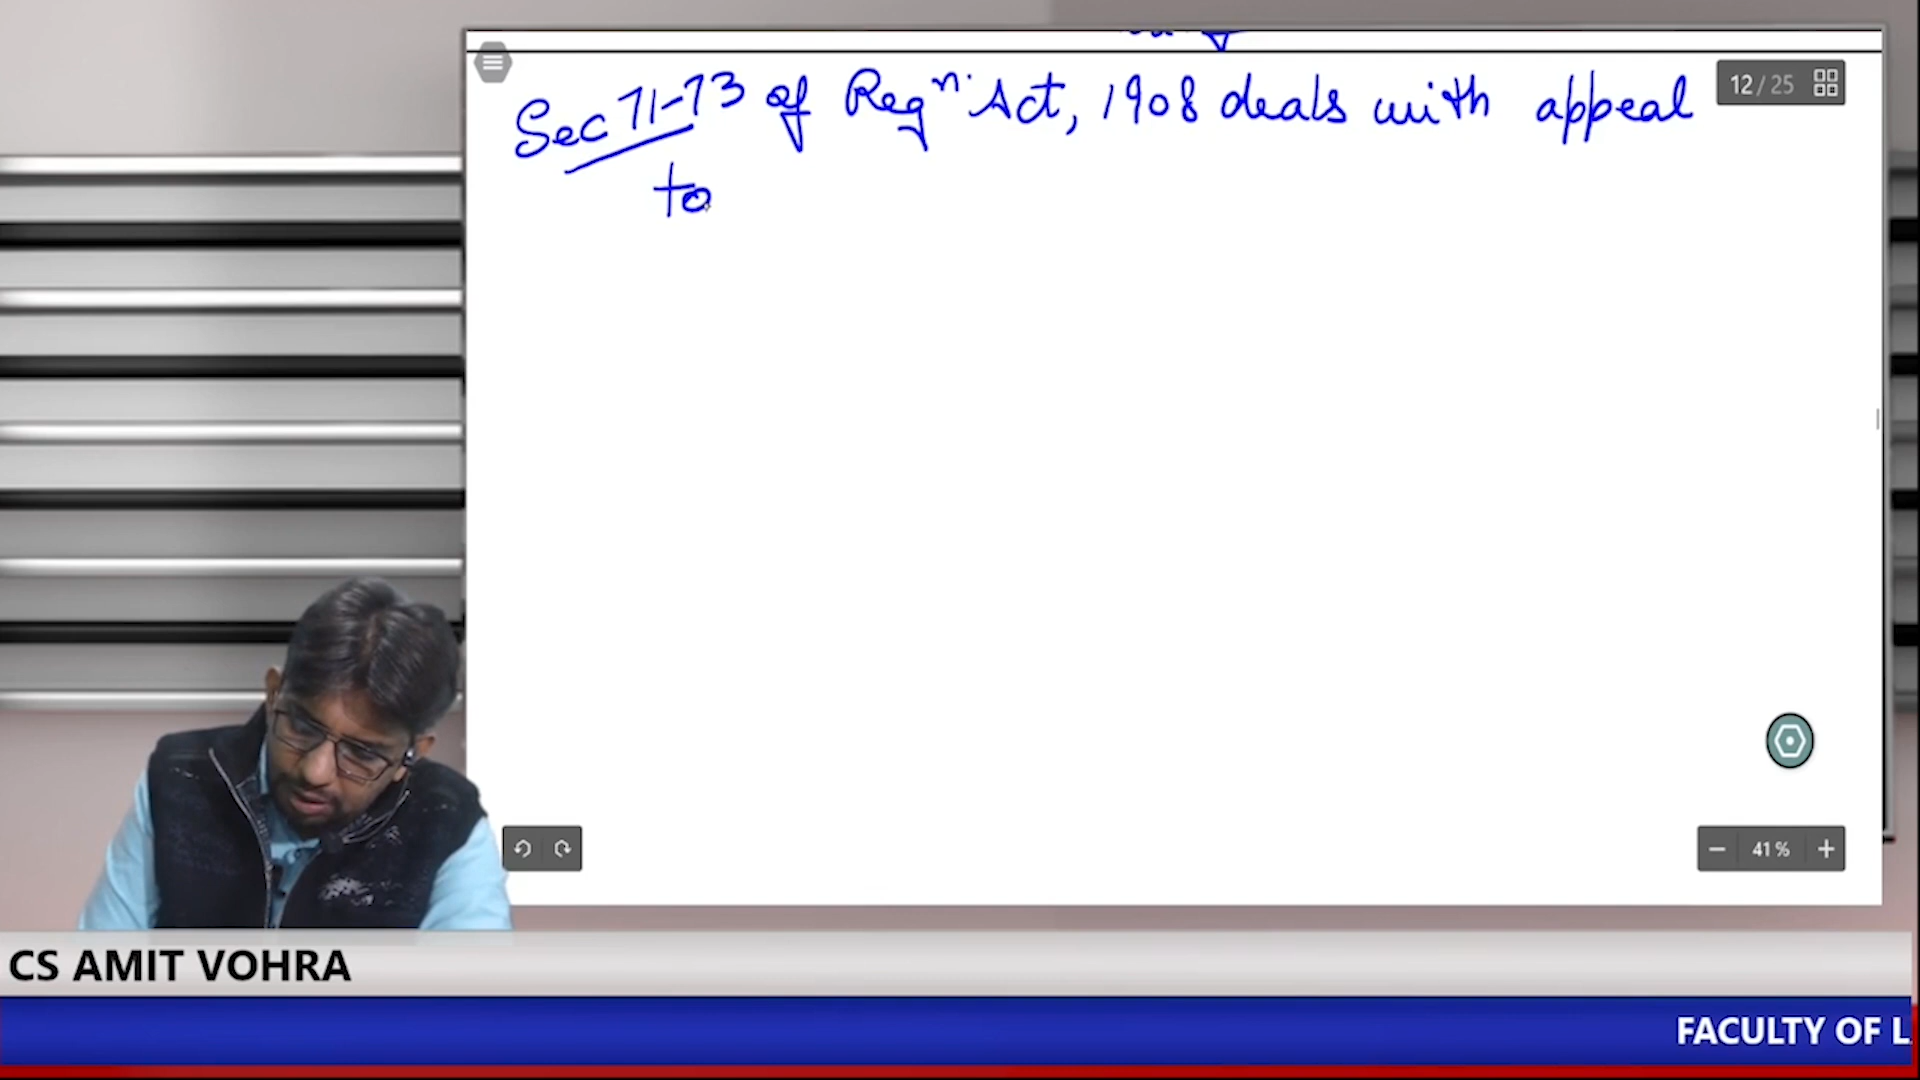 Sec 71-73 of Regn. Act, 1908 deals with appeal
to
12 / 25
41 %
CS AMIT VOHRA
FACULTY OF L